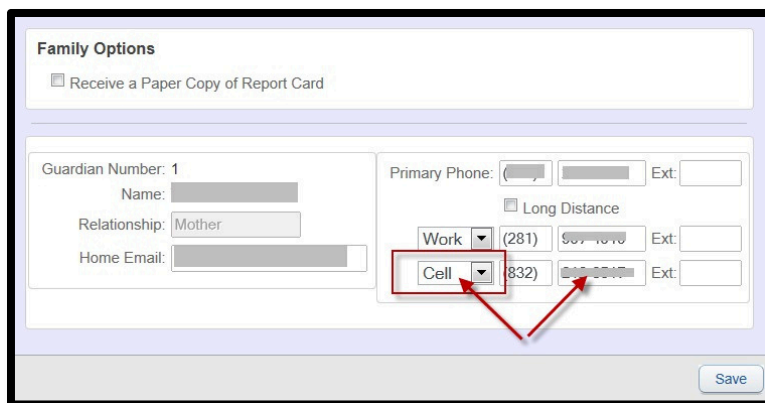 Family Options
Receive a Paper Copy of Report Card
Guardian Number: 1
Name:
Relationship: Mother
Home Email:
Primary Phone: ( Ext:
Long Distance
Work (281) Ext:
Cell (832) Ext:
Save